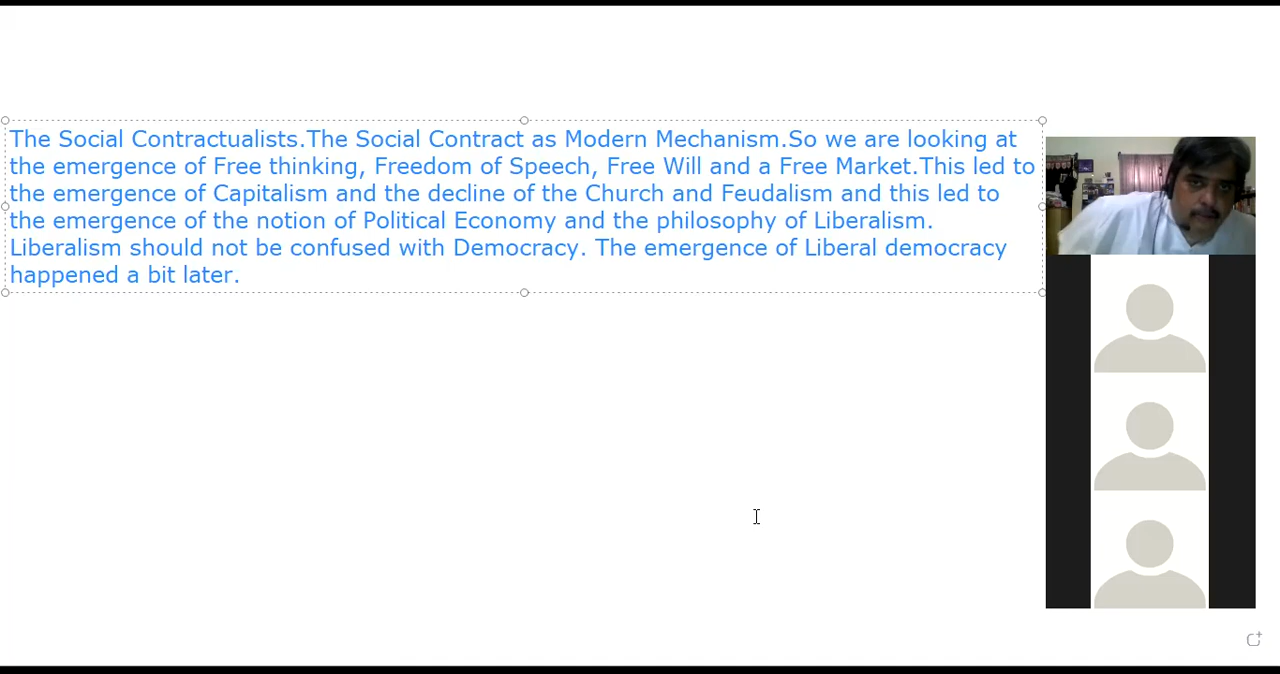 The Social Contractualists.The Social Contract as Modern Mechanism.So we are looking at
the emergence of Free thinking, Freedom of Speech, Free Will and a Free Market.This led to
the emergence of Capitalism and the decline of the Church and Feudalism and this led to
the emergence of the notion of Political Economy and the philosophy of Liberalism.
Liberalism should not be confused with Democracy. The emergence of Liberal democracy
happened a bit later.